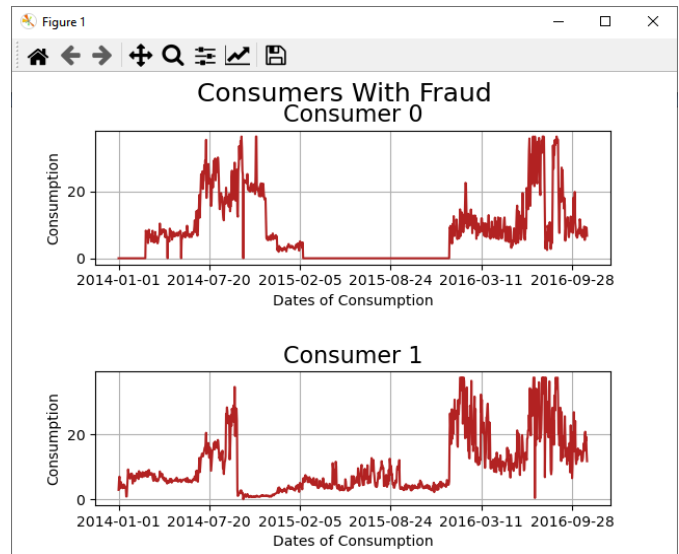 Figure 1
Consumers With Fraud
Consumer 0
Consumption
20
0
2014-01-01 2014-07-20 2015-02-05 2015-08-24 2016-03-11 2016-09-28
Dates of Consumption
Consumer 1
Consumption
20
0
2014-01-01 2014-07-20 2015-02-05 2015-08-24 2016-03-11 2016-09-28
Dates of Consumption